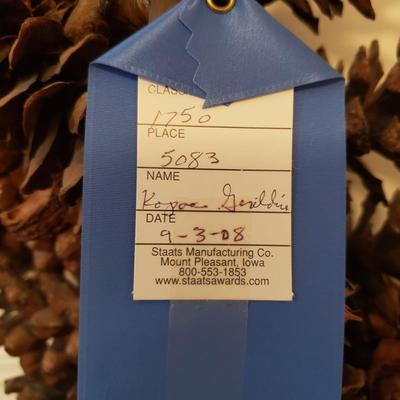 CLASS
1750
PLACE
5083
NAME
DATE
9-3-08
Staats Manufacturing Co.
Mount Pleasant, Iowa
800-553-1853
www.staatsawards.com